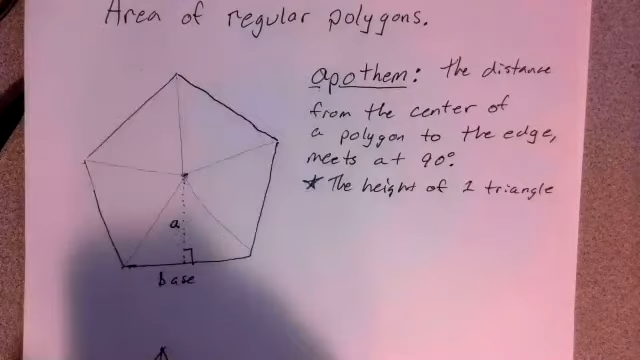 Area of regular polygons.
apothem: the distance
from the center of
a polygon to the edge,
meets at 90°.
★ The height of 1 triangle
a
base